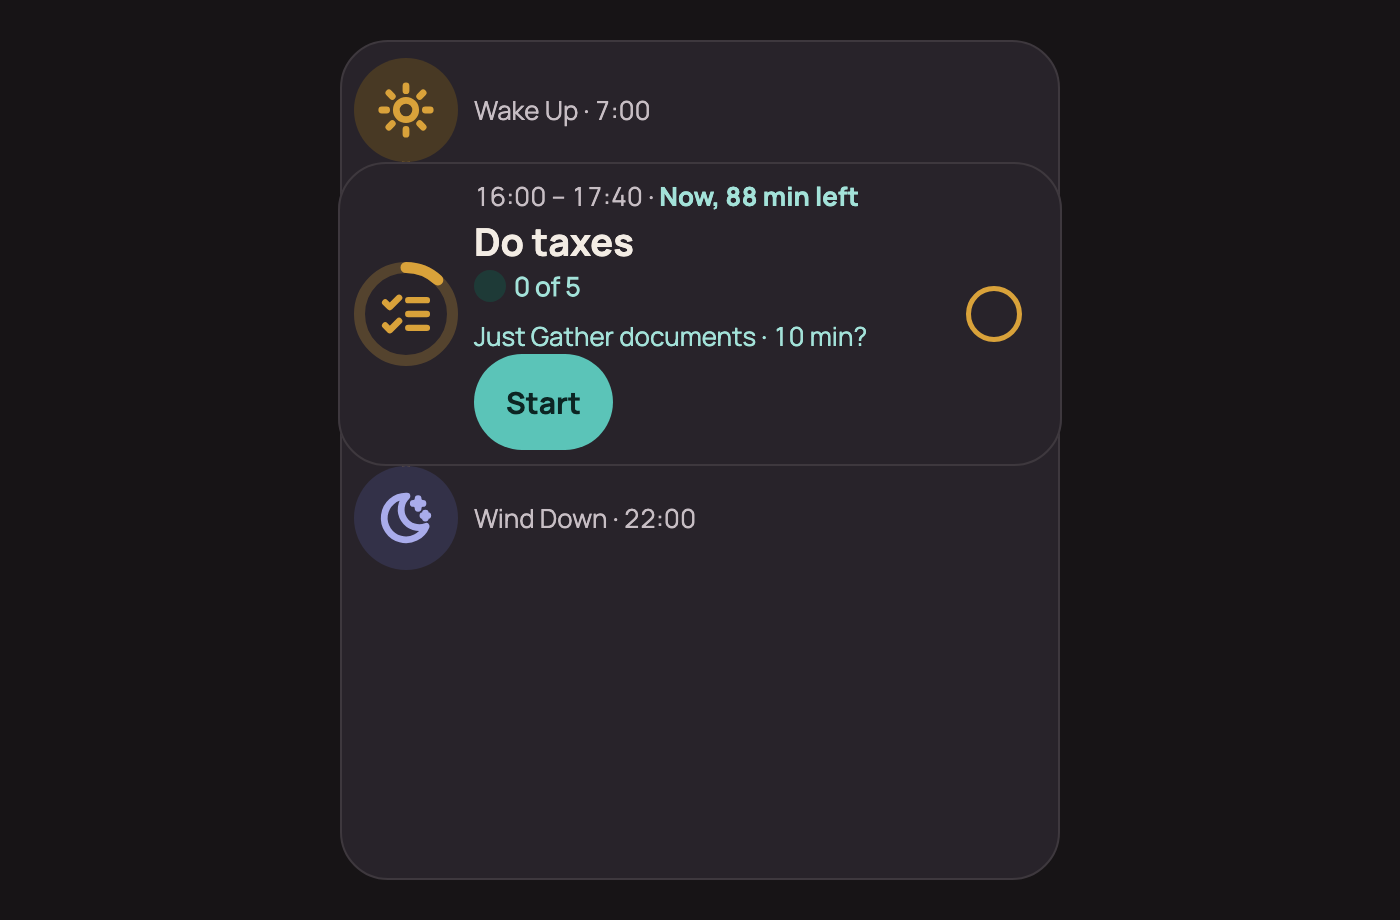 Wake Up · 7:00
16:00 – 17:40 · Now, 88 min left
Do taxes
0 of 5
Just Gather documents · 10 min?
Start
Wind Down · 22:00